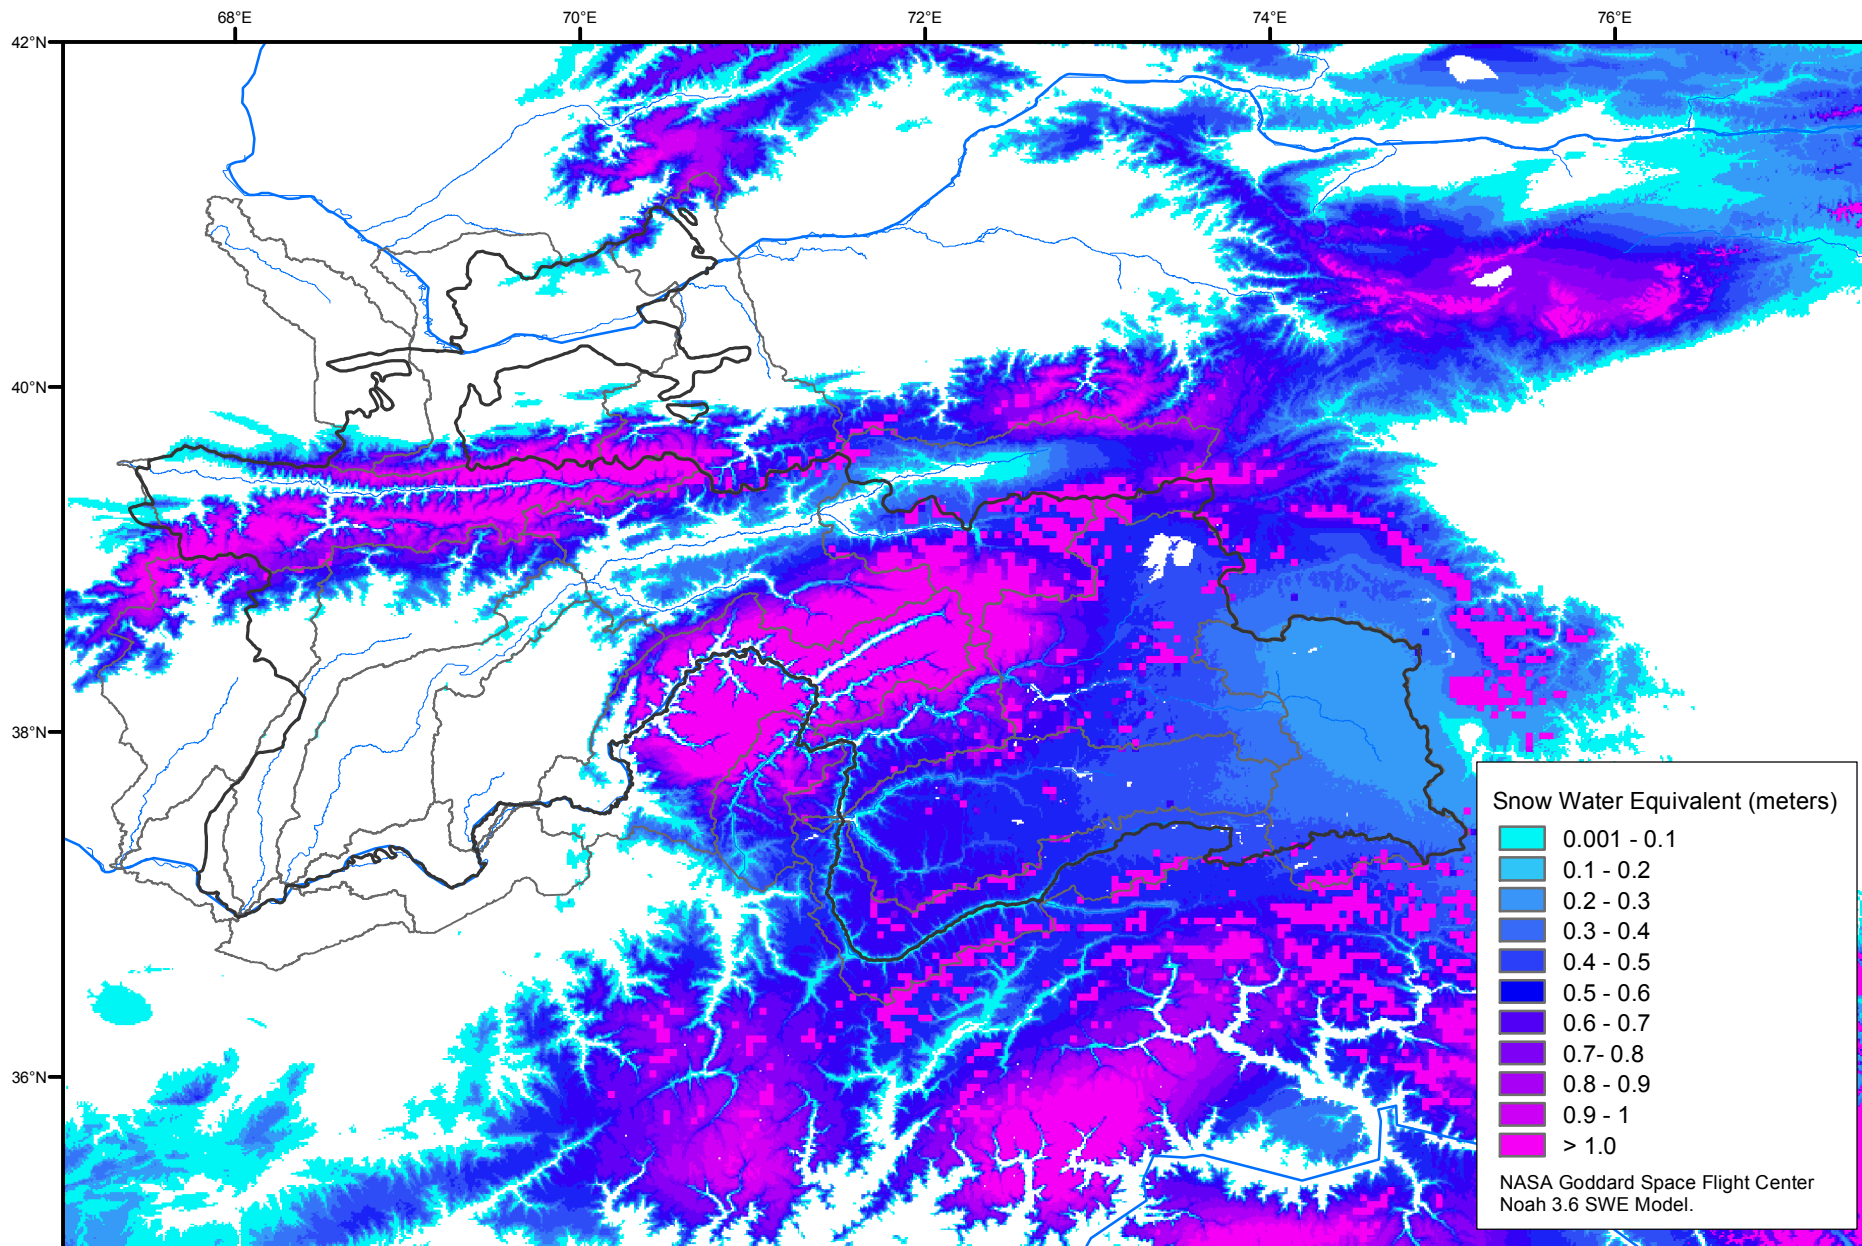 68°E
70°E
72°E
74°E
76°E
42°N
40°N
38°N
36°N
Snow Water Equivalent (meters)
0.001 - 0.1
0.1 - 0.2
0.2 - 0.3
0.3 - 0.4
0.4 - 0.5
0.5 - 0.6
0.6 - 0.7
0.7- 0.8
0.8 - 0.9
0.9 - 1
> 1.0
NASA Goddard Space Flight Center
Noah 3.6 SWE Model.